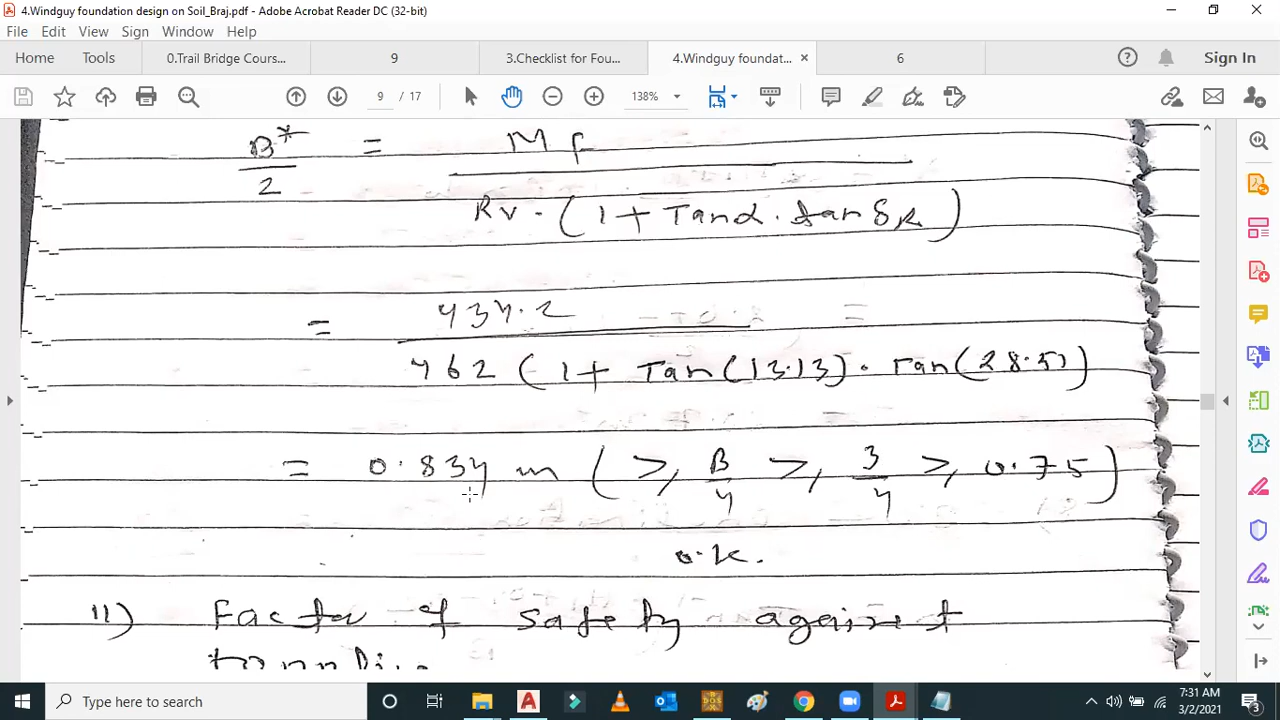 4.Windguy foundation design on Soil_Braj.pdf - Adobe Acrobat Reader DC (32-bit)
File Edit View Sign Window Help
Home Tools 0.Trail Bridge Cours... 9 3.Checklist for Fou... 4.Windguy foundat... × 6 Sign In
9 / 17 138%
B*/2 = Mf / Rv · (1 + Tanα · tan δk)
= 434.2 / 462 (1 + Tan(13.13) · Tan(28.5))
= 0.834 m ( >, B/4 >, 3/4 >, 0.75 )
o.k.
11) Factor of safety against
Type here to search 7:31 AM
3/2/2021